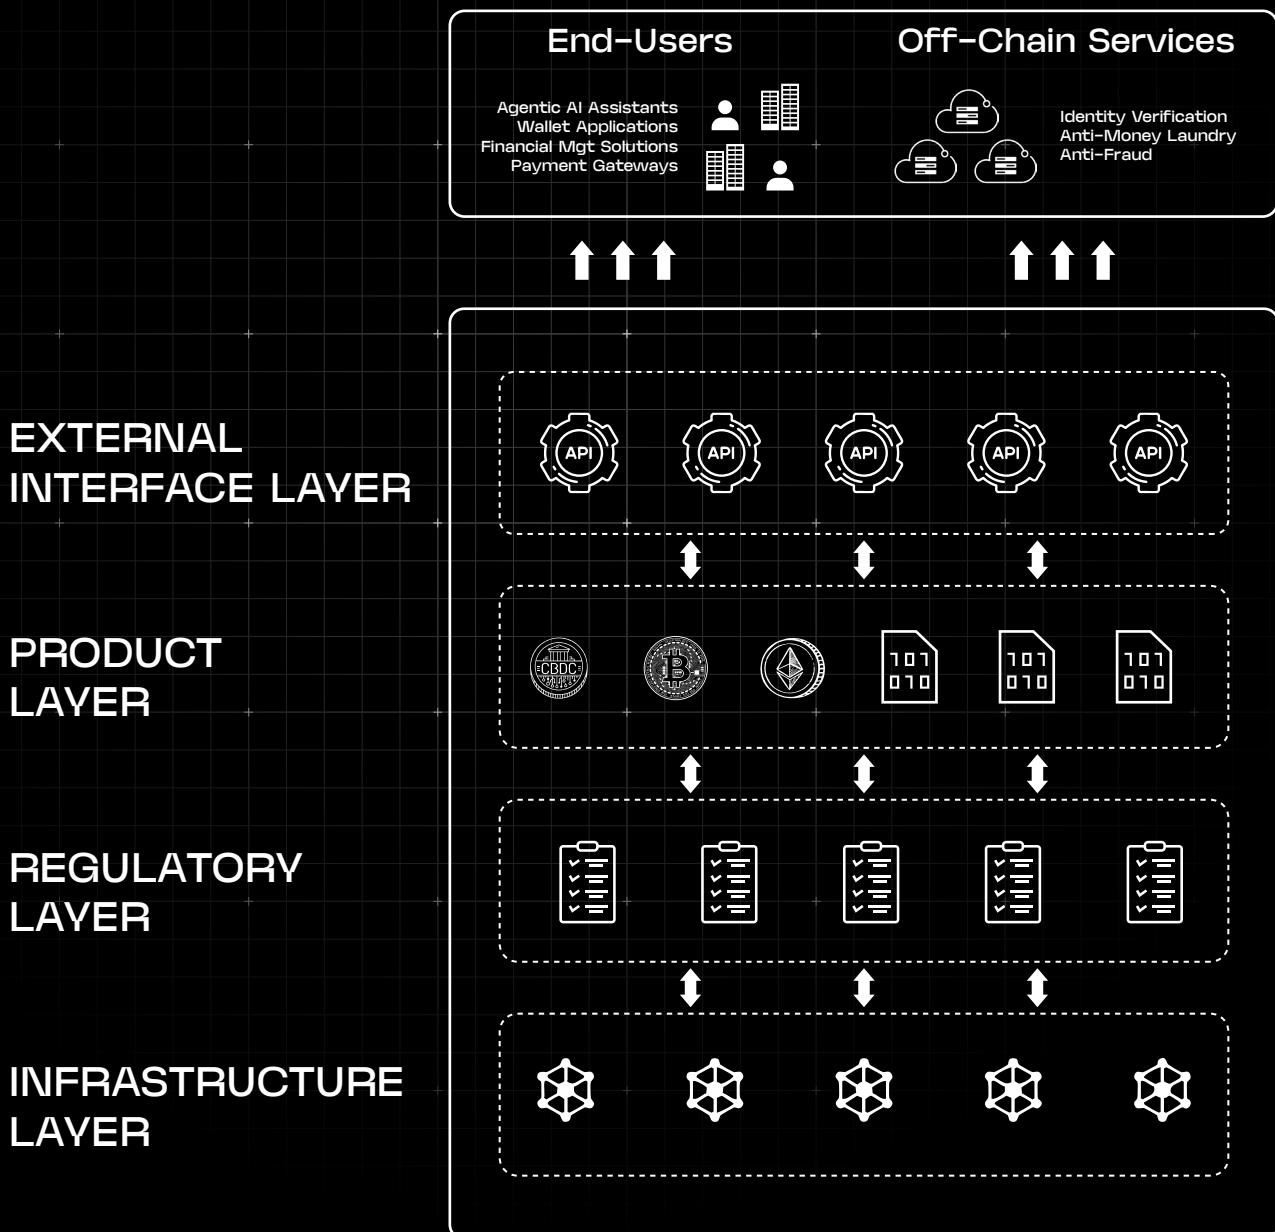 End-Users
Off-Chain Services
Agentic AI Assistants
Wallet Applications
Financial Mgt Solutions
Payment Gateways
Identity Verification
Anti-Money Laundry
Anti-Fraud
EXTERNAL
INTERFACE LAYER
API
API
API
API
API
PRODUCT
LAYER
CBDC
B
101
010
101
010
101
010
REGULATORY
LAYER
INFRASTRUCTURE
LAYER